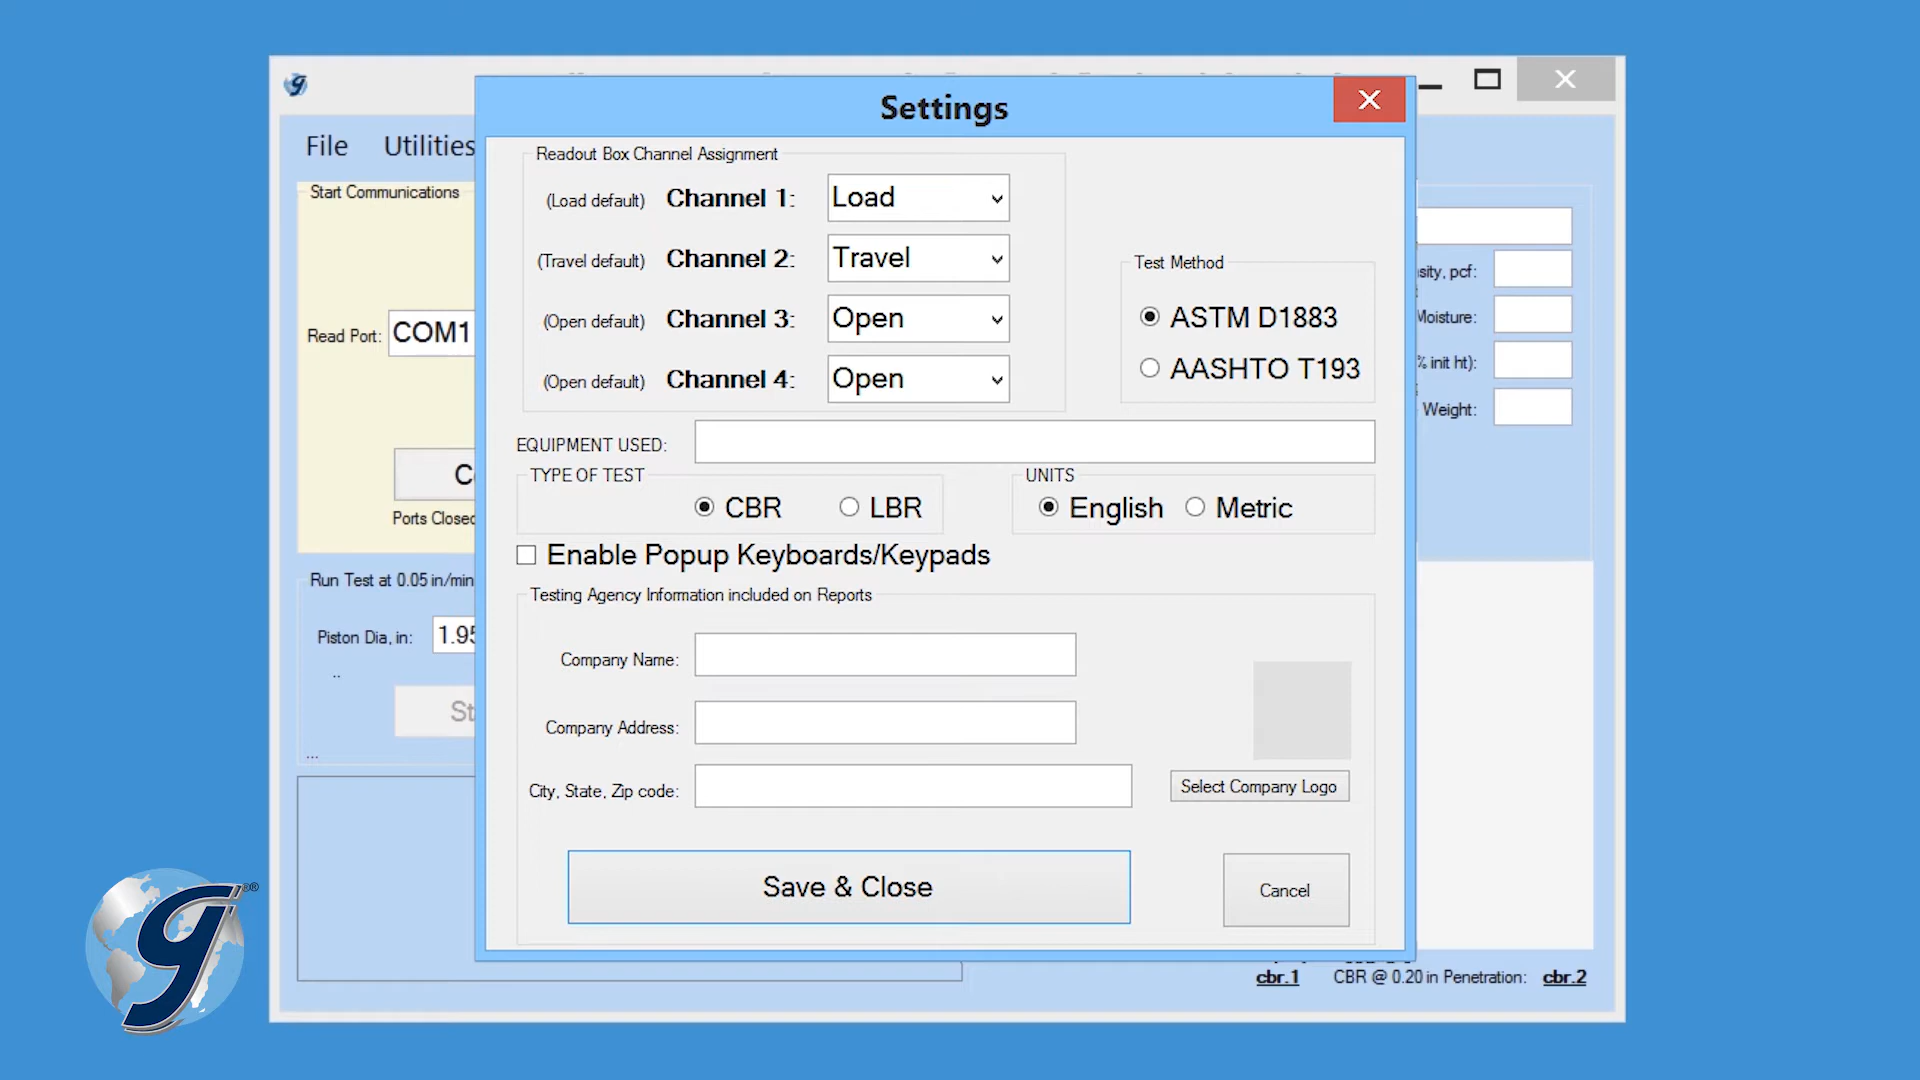 Settings
File Utilities
Start Communications
Read Port: COM1
Ports Closed
Run Test at 0.05 in/min
Piston Dia, in: 1.95
..
...
Readout Box Channel Assignment
(Load default) Channel 1: Load
(Travel default) Channel 2: Travel
(Open default) Channel 3: Open
(Open default) Channel 4: Open
Test Method
ASTM D1883
AASHTO T193
EQUIPMENT USED:
TYPE OF TEST
CBR LBR
UNITS
English Metric
Enable Popup Keyboards/Keypads
Testing Agency Information included on Reports
Company Name:
Company Address:
City, State, Zip code:
Select Company Logo
Save & Close
Cancel
pcf:
Moisture:
% init ht):
Weight:
cbr.1 CBR @ 0.20 in Penetration: cbr.2
g